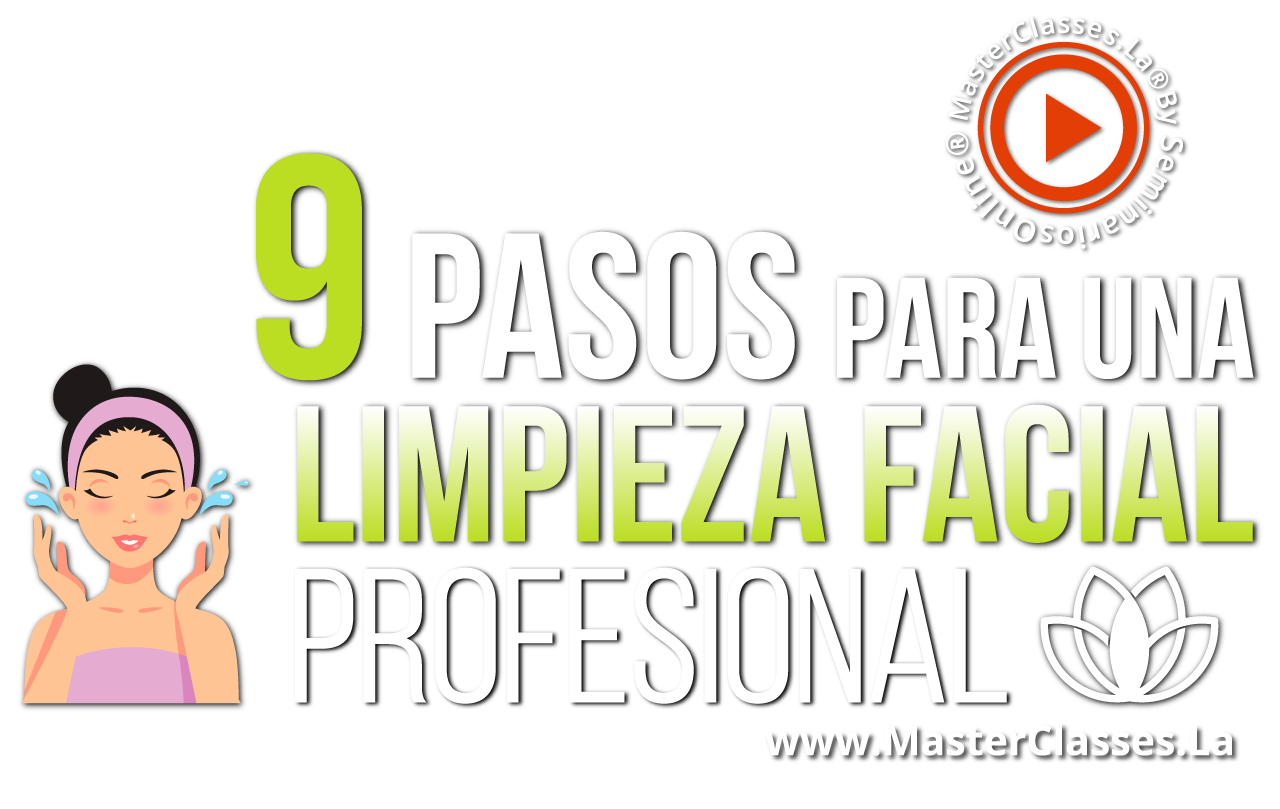 MasterClasses.La®By SeminariosOnline®
9 PASOS PARA UNA
LIMPIEZA FACIAL
PROFESIONAL
www.MasterClasses.La